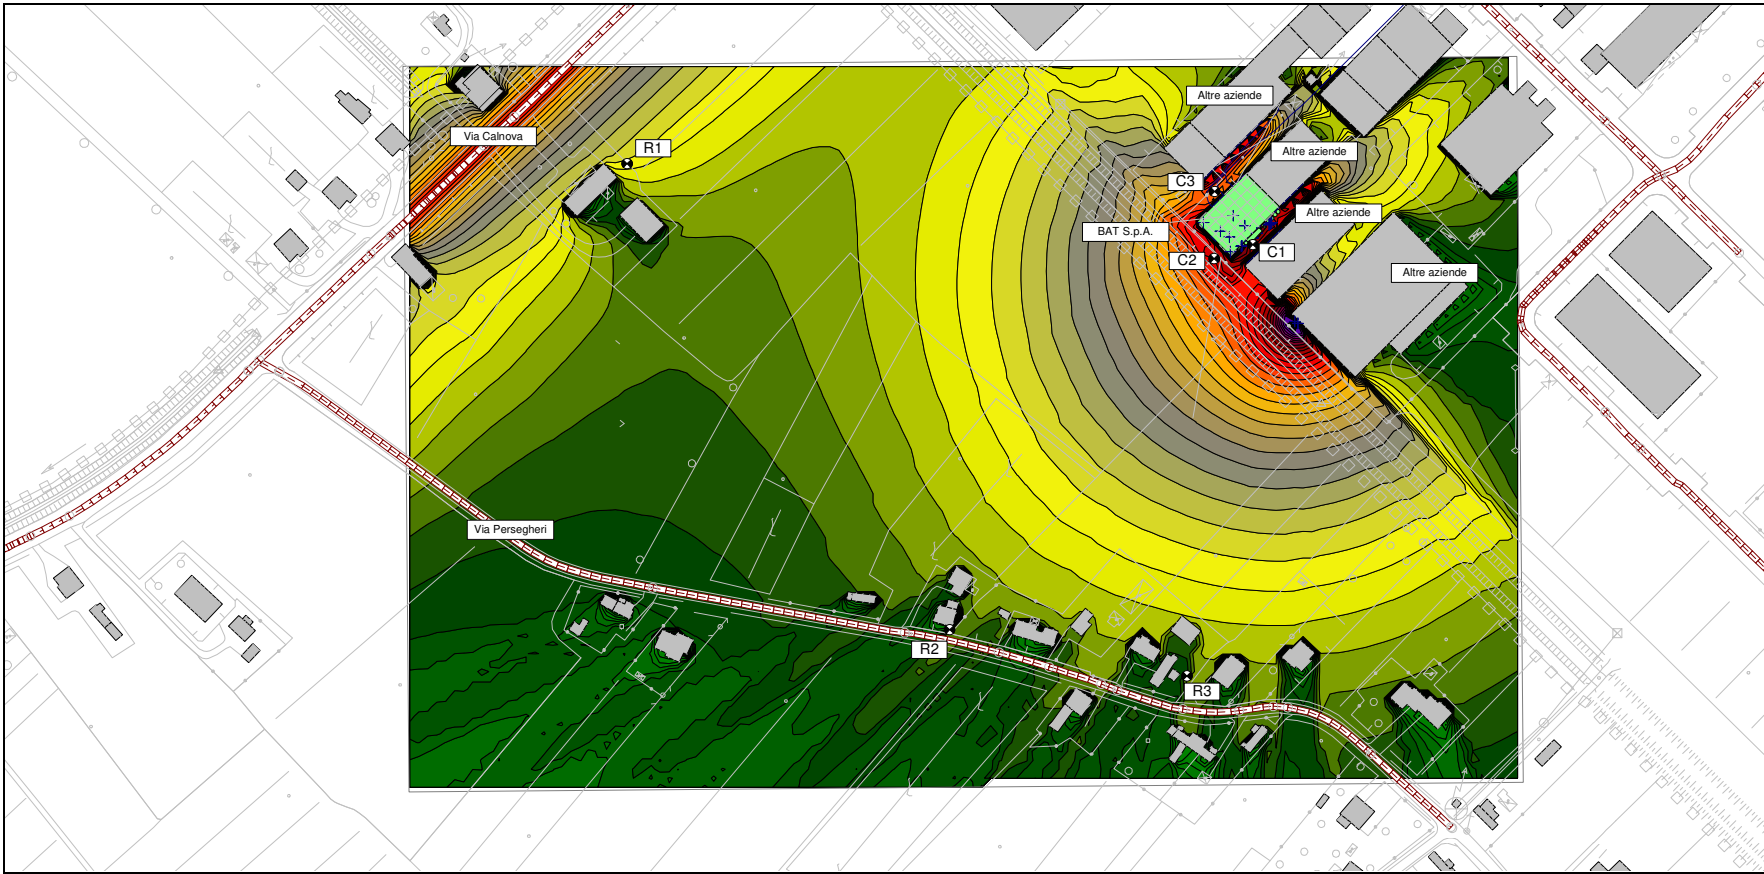 Altre aziende
Via Calnova
R1
Altre aziende
C3
Altre aziende
BAT S.p.A.
C1
C2
Altre aziende
Via Persegheri
R2
R3